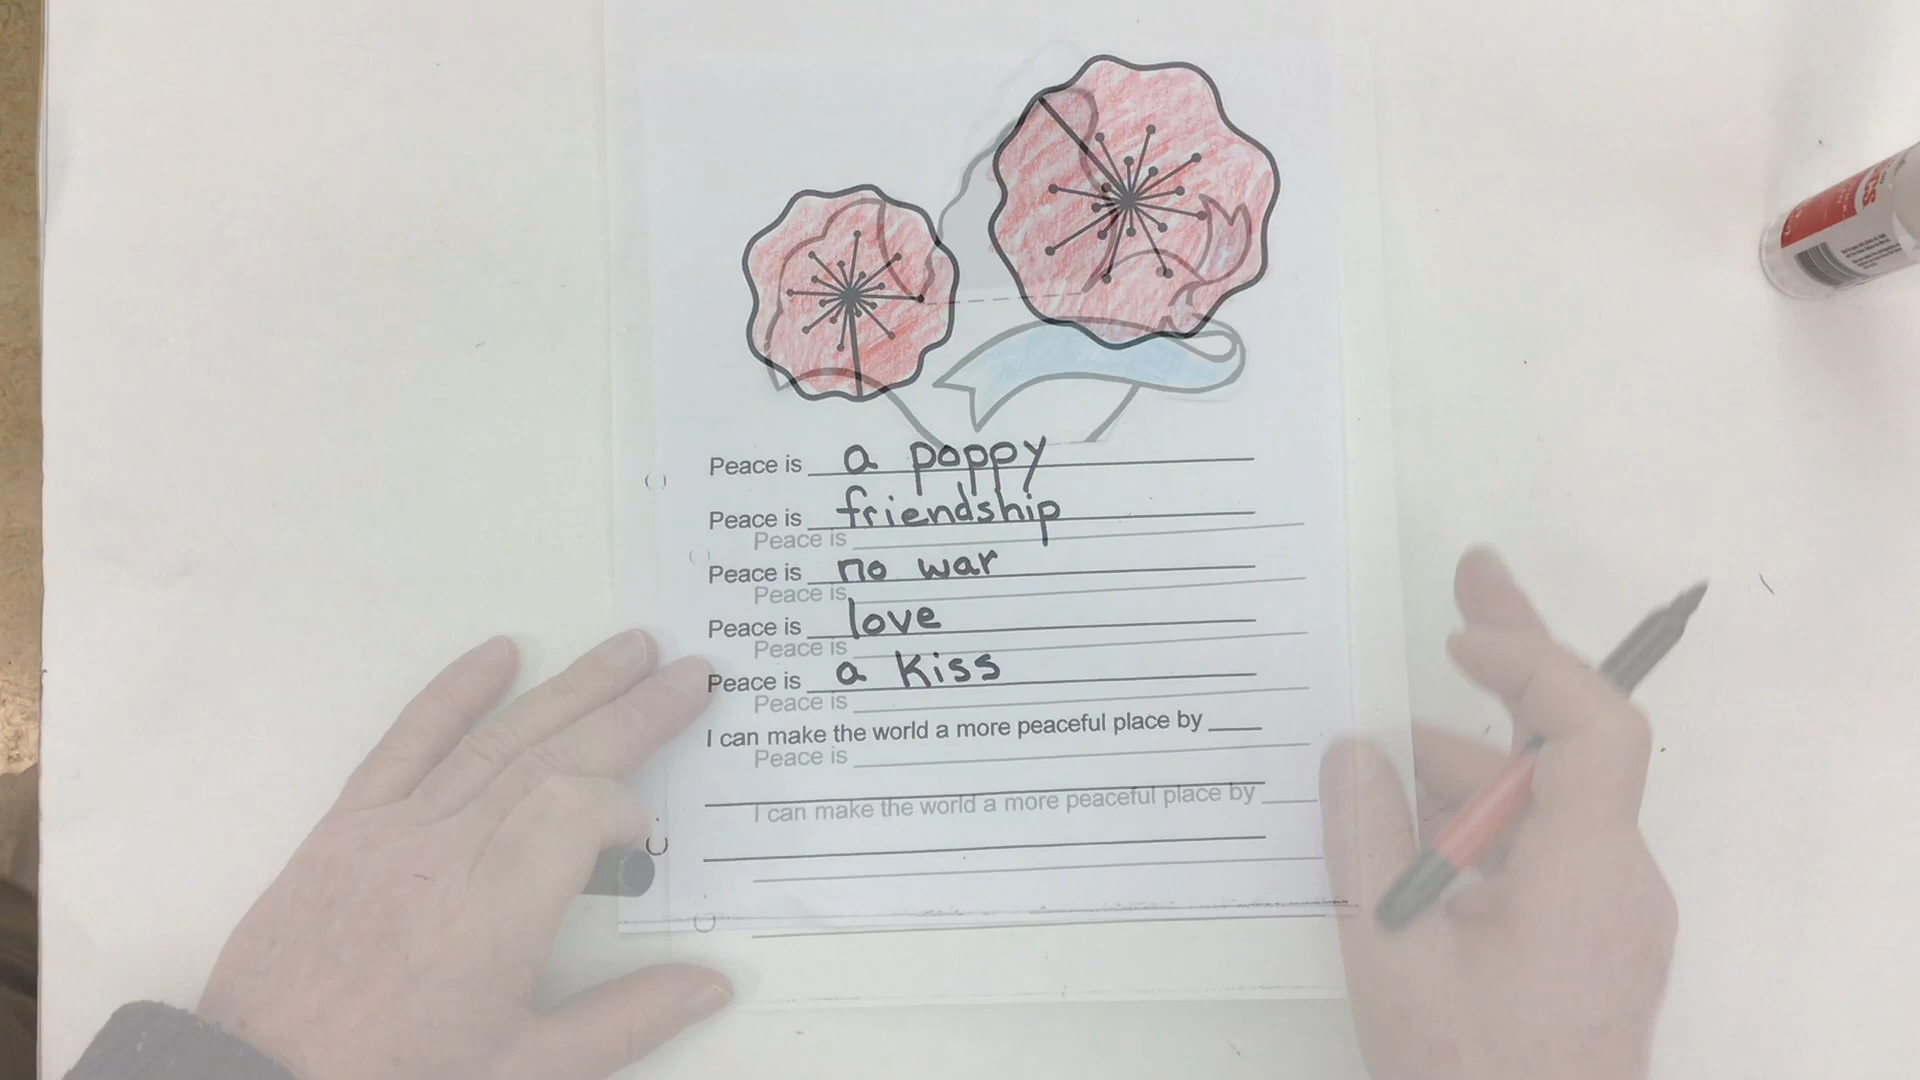 Peace is a poppy
Peace is friendship
Peace is
Peace is no war
Peace is
Peace is love
Peace is
Peace is a kiss
Peace is
I can make the world a more peaceful place by
Peace is
I can make the world a more peaceful place by